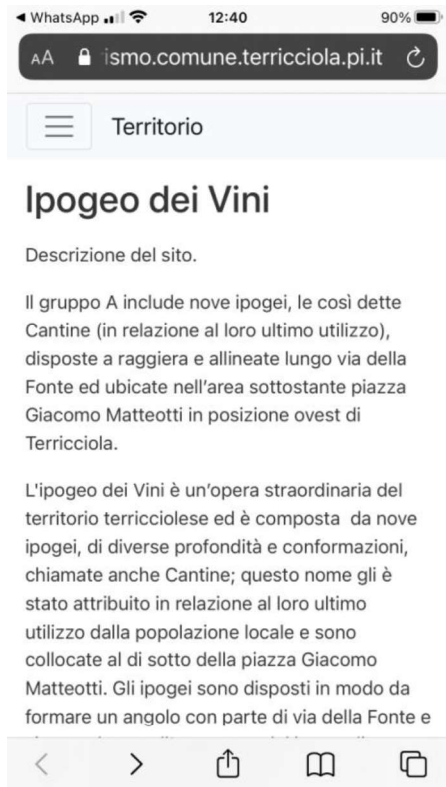 WhatsApp
12:40
90%
AA
ismo.comune.terricciola.pi.it
Territorio
Ipogeo dei Vini
Descrizione del sito.
Il gruppo A include nove ipogei, le così dette
Cantine (in relazione al loro ultimo utilizzo),
disposte a raggiera e allineate lungo via della
Fonte ed ubicate nell’area sottostante piazza
Giacomo Matteotti in posizione ovest di
Terricciola.
L'ipogeo dei Vini è un’opera straordinaria del
territorio terricciolese ed è composta  da nove
ipogei, di diverse profondità e conformazioni,
chiamate anche Cantine; questo nome gli è
stato attribuito in relazione al loro ultimo
utilizzo dalla popolazione locale e sono
collocate al di sotto della piazza Giacomo
Matteotti. Gli ipogei sono disposti in modo da
formare un angolo con parte di via della Fonte e